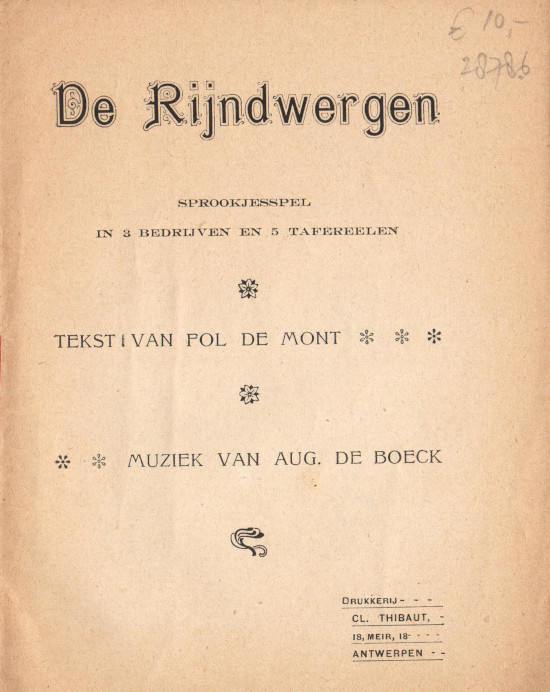 € 10,-
28786
De Rijndwergen
SPROOKJESSPEL
IN 3 BEDRIJVEN EN 5 TAFEREELEN
TEKST VAN POL DE MONT
MUZIEK VAN AUG. DE BOECK
DRUKKERIJ - - -
CL. THIBAUT, -
18, MEIR, 18 - - - -
ANTWERPEN - -